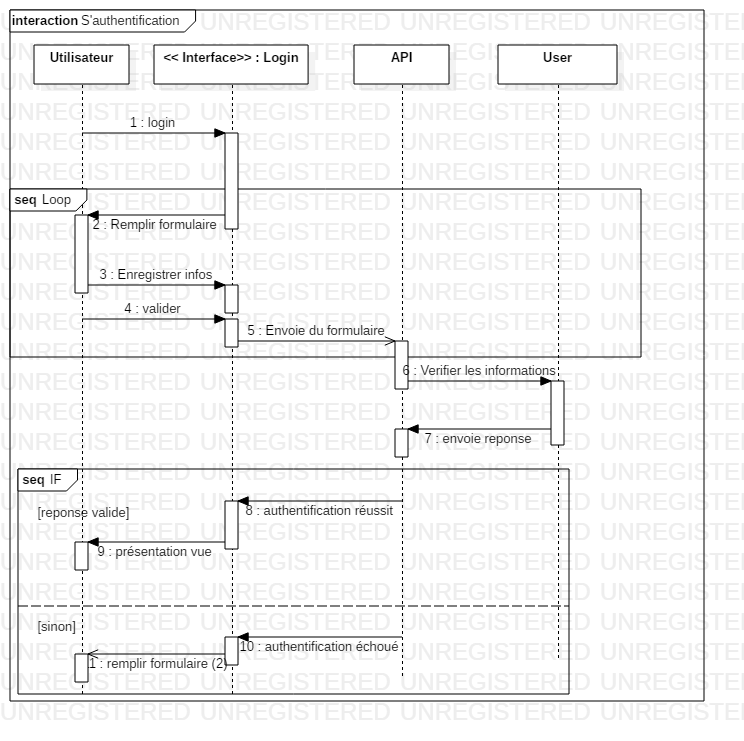 interaction S'authentification
Utilisateur
<< Interface>> : Login
API
User
1 : login
seq Loop
2 : Remplir formulaire
3 : Enregistrer infos
4 : valider
5 : Envoie du formulaire
6 : Verifier les informations
7 : envoie reponse
seq IF
8 : authentification réussit
[reponse valide]
9 : présentation vue
[sinon]
10 : authentification échoué
1 : remplir formulaire (2)
UNREGISTERED